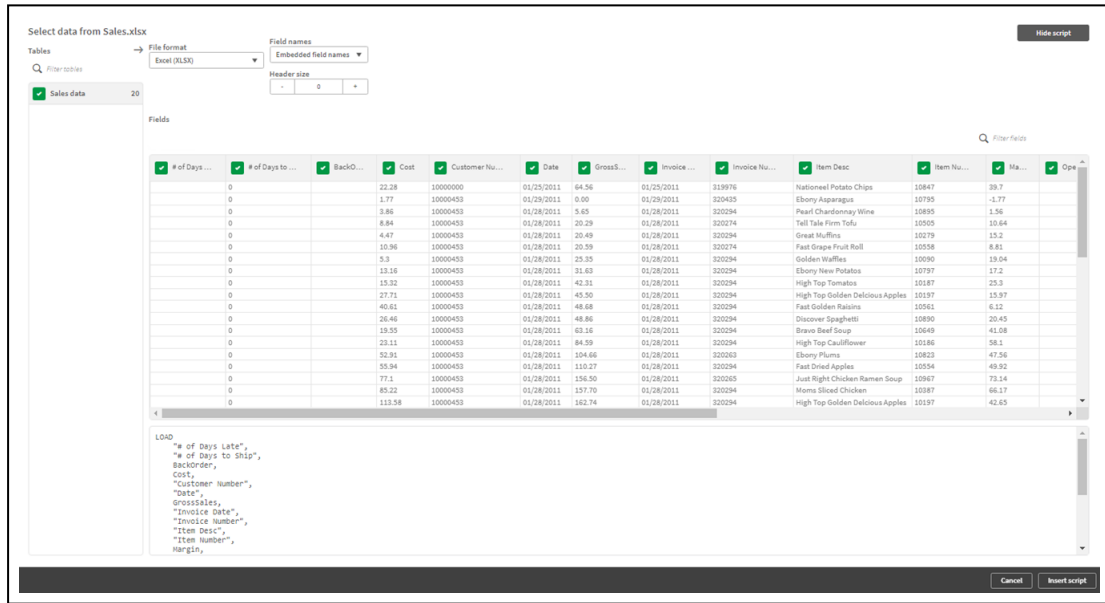 Select data from Sales.xlsx
Hide script
Tables
Filter tables
Sales data 20
File format
Excel (XLSX)
Field names
Embedded field names
Header size
- 0 +
Fields
Filter fields
# of Days ... # of Days to ... BackO... Cost Customer Nu... Date GrossS... Invoice ... Invoice Nu... Item Desc Item Nu... Ma... Ope
0 22.28 10000000 01/25/2011 64.56 01/25/2011 319976 Nationeel Potato Chips 10847 39.7
0 1.77 10000453 01/29/2011 0.00 01/29/2011 320435 Ebony Asparagus 10795 -1.77
0 3.86 10000453 01/28/2011 5.65 01/28/2011 320294 Pearl Chardonnay Wine 10895 1.56
0 8.84 10000453 01/28/2011 20.29 01/28/2011 320274 Tell Tale Firm Tofu 10505 10.64
0 4.47 10000453 01/28/2011 20.49 01/28/2011 320294 Great Muffins 10279 15.2
0 10.96 10000453 01/28/2011 20.59 01/28/2011 320274 Fast Grape Fruit Roll 10558 8.81
0 5.3 10000453 01/28/2011 25.35 01/28/2011 320294 Golden Waffles 10090 19.04
0 13.16 10000453 01/28/2011 31.63 01/28/2011 320294 Ebony New Potatos 10797 17.2
0 15.32 10000453 01/28/2011 42.31 01/28/2011 320294 High Top Tomatos 10187 25.3
0 27.71 10000453 01/28/2011 45.50 01/28/2011 320294 High Top Golden Delcious Apples 10197 15.97
0 40.61 10000453 01/28/2011 48.68 01/28/2011 320294 Fast Golden Raisins 10561 6.12
0 26.46 10000453 01/28/2011 48.86 01/28/2011 320294 Discover Spaghetti 10890 20.45
0 19.55 10000453 01/28/2011 63.16 01/28/2011 320294 Bravo Beef Soup 10649 41.08
0 23.11 10000453 01/28/2011 84.59 01/28/2011 320294 High Top Cauliflower 10186 58.1
0 52.91 10000453 01/28/2011 104.66 01/28/2011 320263 Ebony Plums 10823 47.56
0 55.94 10000453 01/28/2011 110.27 01/28/2011 320294 Fast Dried Apples 10554 49.92
0 77.1 10000453 01/28/2011 156.50 01/28/2011 320265 Just Right Chicken Ramen Soup 10967 73.14
0 85.22 10000453 01/28/2011 157.70 01/28/2011 320294 Moms Sliced Chicken 10387 66.17
0 113.58 10000453 01/28/2011 162.74 01/28/2011 320294 High Top Golden Delcious Apples 10197 42.65
LOAD
"# of Days Late",
"# of Days to Ship",
BackOrder,
Cost,
"Customer Number",
"Date",
GrossSales,
"Invoice Date",
"Invoice Number",
"Item Desc",
"Item Number",
Margin,
Cancel
Insert script